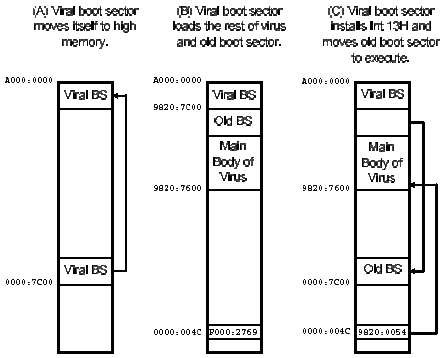 (A) Viral boot sector
moves itself to high
memory.
A000:0000
Viral BS
Viral BS
0000:7C00
(B) Viral boot sector
loads the rest of virus
and old boot sector.
A000:0000
Viral BS
9820:7C00
Old BS
Main
Body of
Virus
9820:7600
0000:004C
F000:2769
(C) Viral boot sector
installs Int 13H and
moves old boot sector
to execute.
A000:0000
Viral BS
Main
Body of
Virus
9820:7600
Old BS
0000:7C00
0000:004C
9820:0054